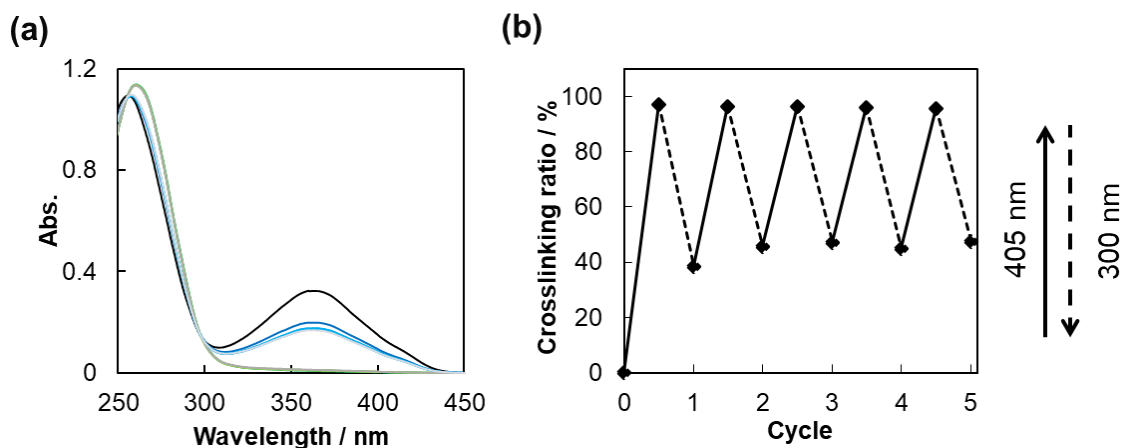 (a)
Abs.
1.2
0.8
0.4
0
250 300 350 400 450
Wavelength / nm
(b)
Crosslinking ratio / %
100
80
60
40
20
0
0 1 2 3 4 5
Cycle
405 nm
300 nm